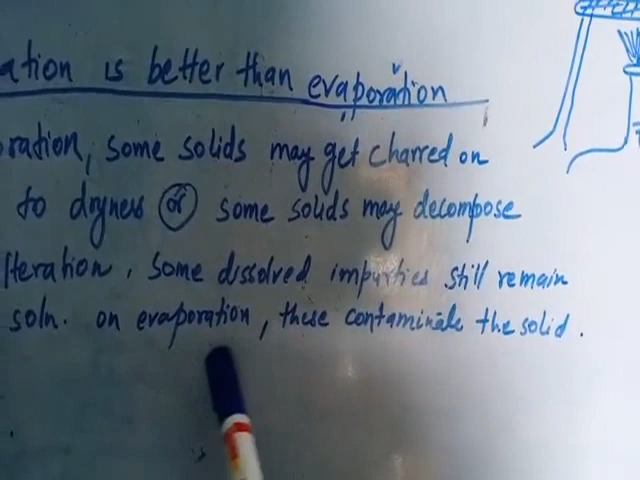 ation is better than evaporation
oration, some solids may get charred on
to dryness or some solids may decompose
lteration. Some dissolved impurities still remain
soln. on evaporation, these contaminate the solid.